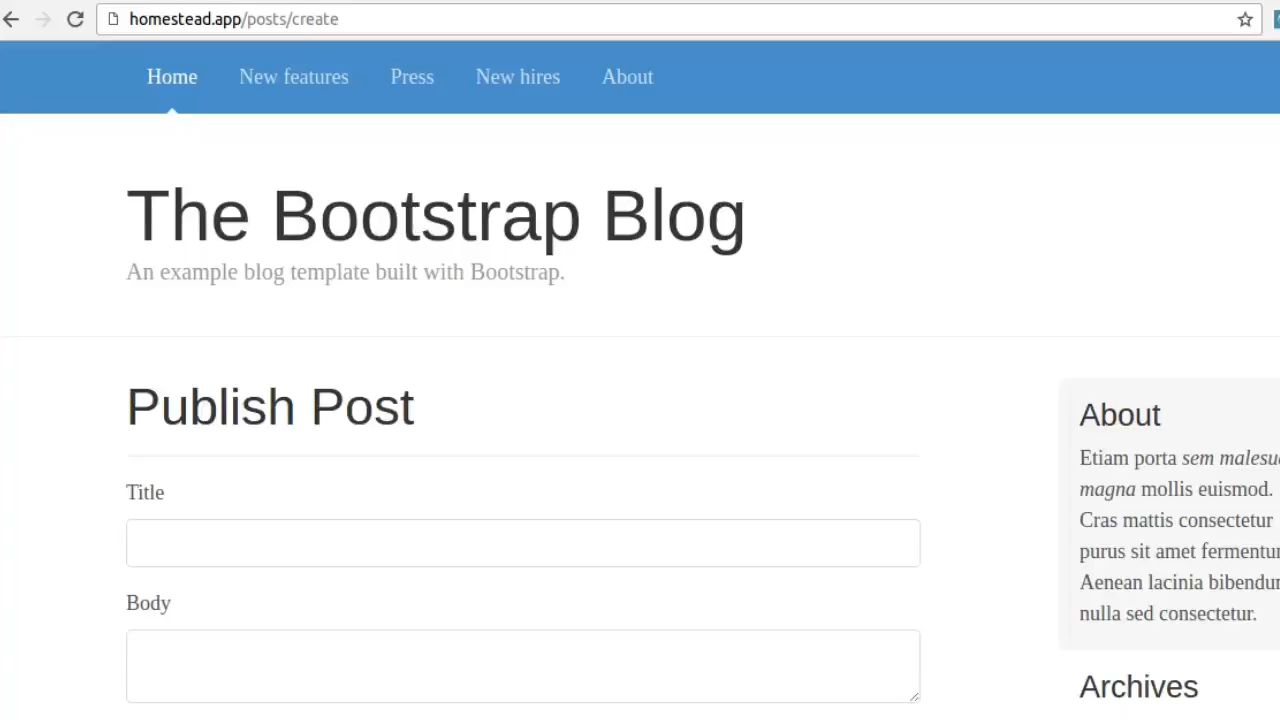 homestead.app/posts/create
Home New features Press New hires About
The Bootstrap Blog
An example blog template built with Bootstrap.
Publish Post
Title
Body
About
Etiam porta sem
magna mollis euismod.
Cras mattis consectetur
purus sit amet
Aenean lacinia
nulla sed consectetur.
Archives